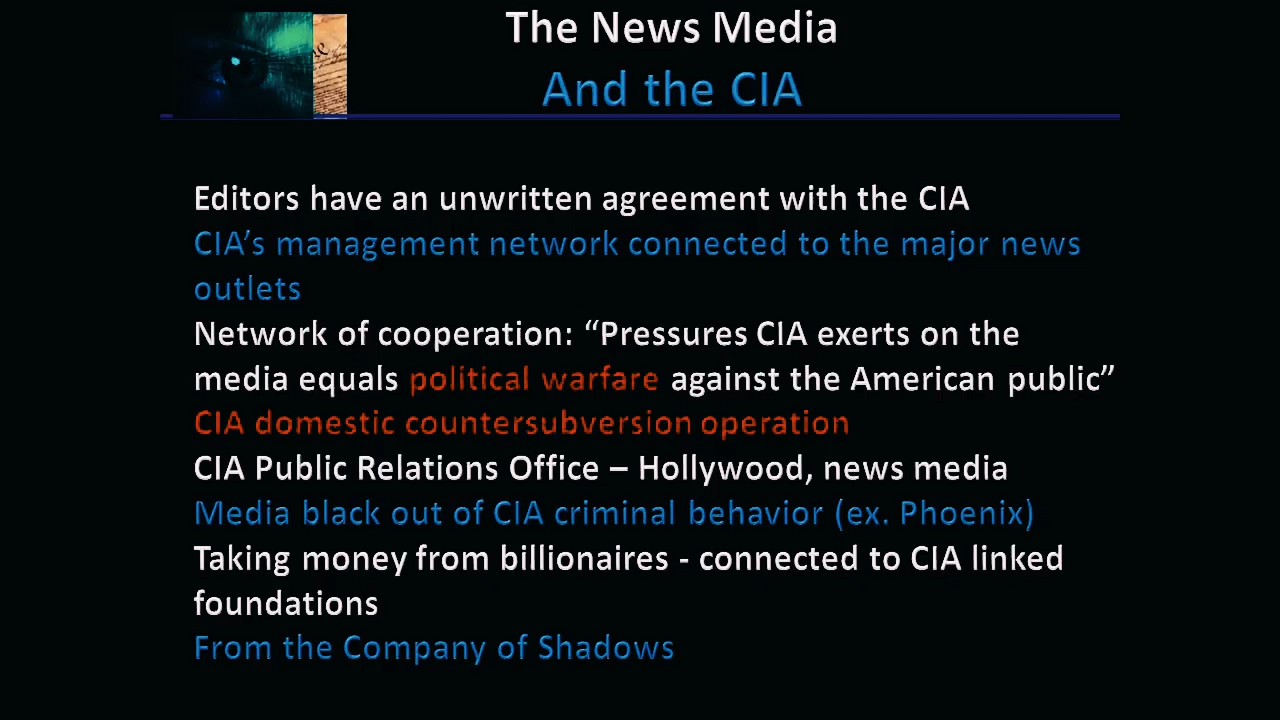 The News Media
And the CIA
Editors have an unwritten agreement with the CIA
CIA’s management network connected to the major news
outlets
Network of cooperation: “Pressures CIA exerts on the
media equals political warfare against the American public”
CIA domestic countersubversion operation
CIA Public Relations Office – Hollywood, news media
Media black out of CIA criminal behavior (ex. Phoenix)
Taking money from billionaires - connected to CIA linked
foundations
From the Company of Shadows